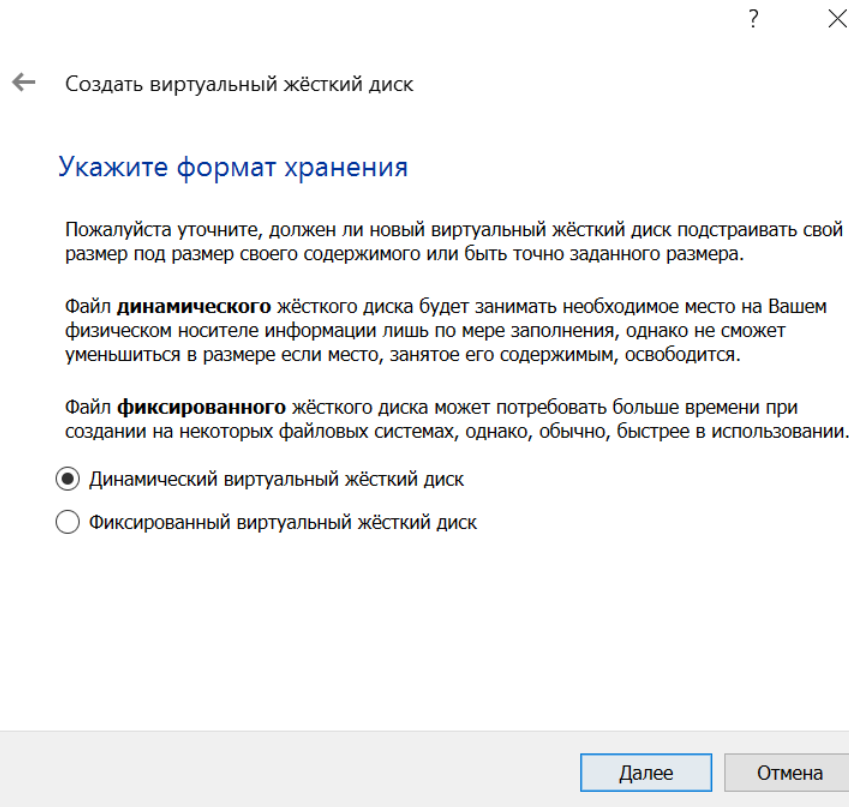 ?
Создать виртуальный жёсткий диск
Укажите формат хранения
Пожалуйста уточните, должен ли новый виртуальный жёсткий диск подстраивать свой
размер под размер своего содержимого или быть точно заданного размера.
Файл динамического жёсткого диска будет занимать необходимое место на Вашем
физическом носителе информации лишь по мере заполнения, однако не сможет
уменьшиться в размере если место, занятое его содержимым, освободится.
Файл фиксированного жёсткого диска может потребовать больше времени при
создании на некоторых файловых системах, однако, обычно, быстрее в использовании.
Динамический виртуальный жёсткий диск
Фиксированный виртуальный жёсткий диск
Далее
Отмена